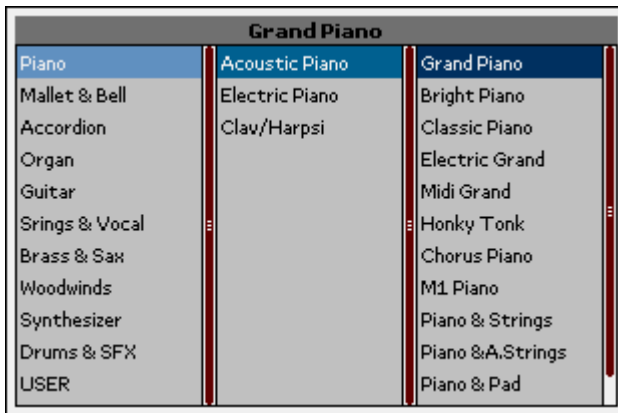 Grand Piano
Piano
Mallet & Bell
Accordion
Organ
Guitar
Srings & Vocal
Brass & Sax
Woodwinds
Synthesizer
Drums & SFX
USER
Acoustic Piano
Electric Piano
Clav/Harpsi
Grand Piano
Bright Piano
Classic Piano
Electric Grand
Midi Grand
Honky Tonk
Chorus Piano
M1 Piano
Piano & Strings
Piano &A.Strings
Piano & Pad